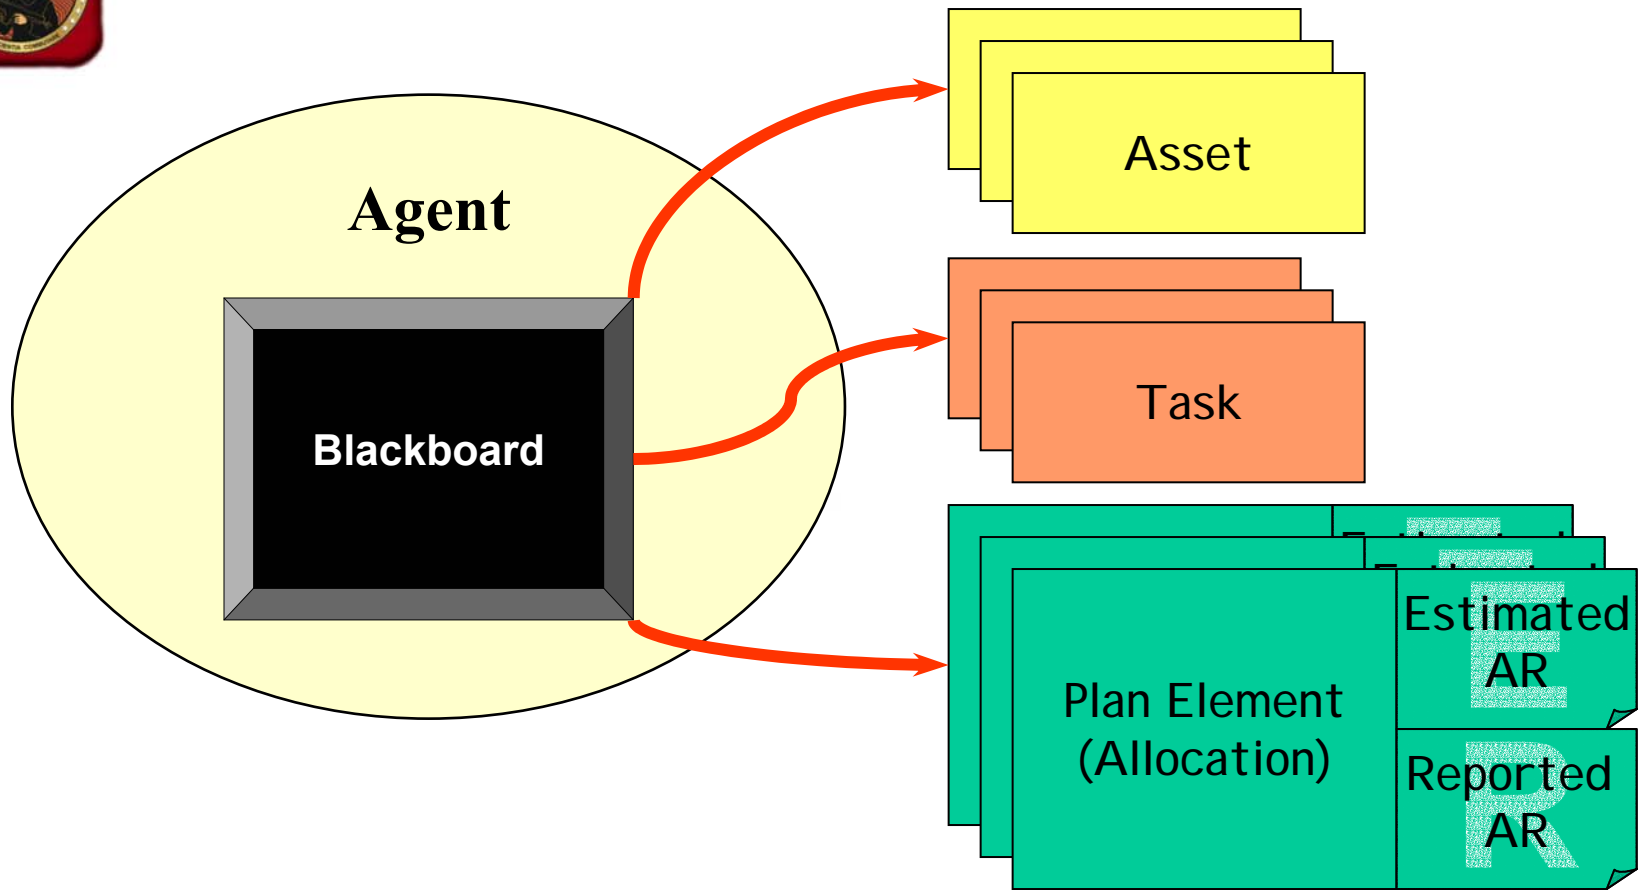 Agent
Blackboard
Asset
Task
Plan Element
(Allocation)
E
Estimated
AR
R
Reported
AR